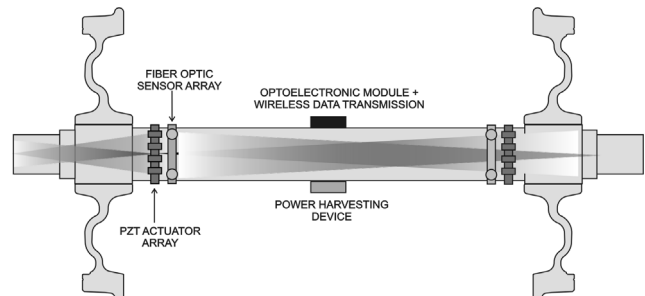 FIBER OPTIC
SENSOR ARRAY
OPTOELECTRONIC MODULE +
WIRELESS DATA TRANSMISSION
POWER HARVESTING
DEVICE
PZT ACTUATOR
ARRAY